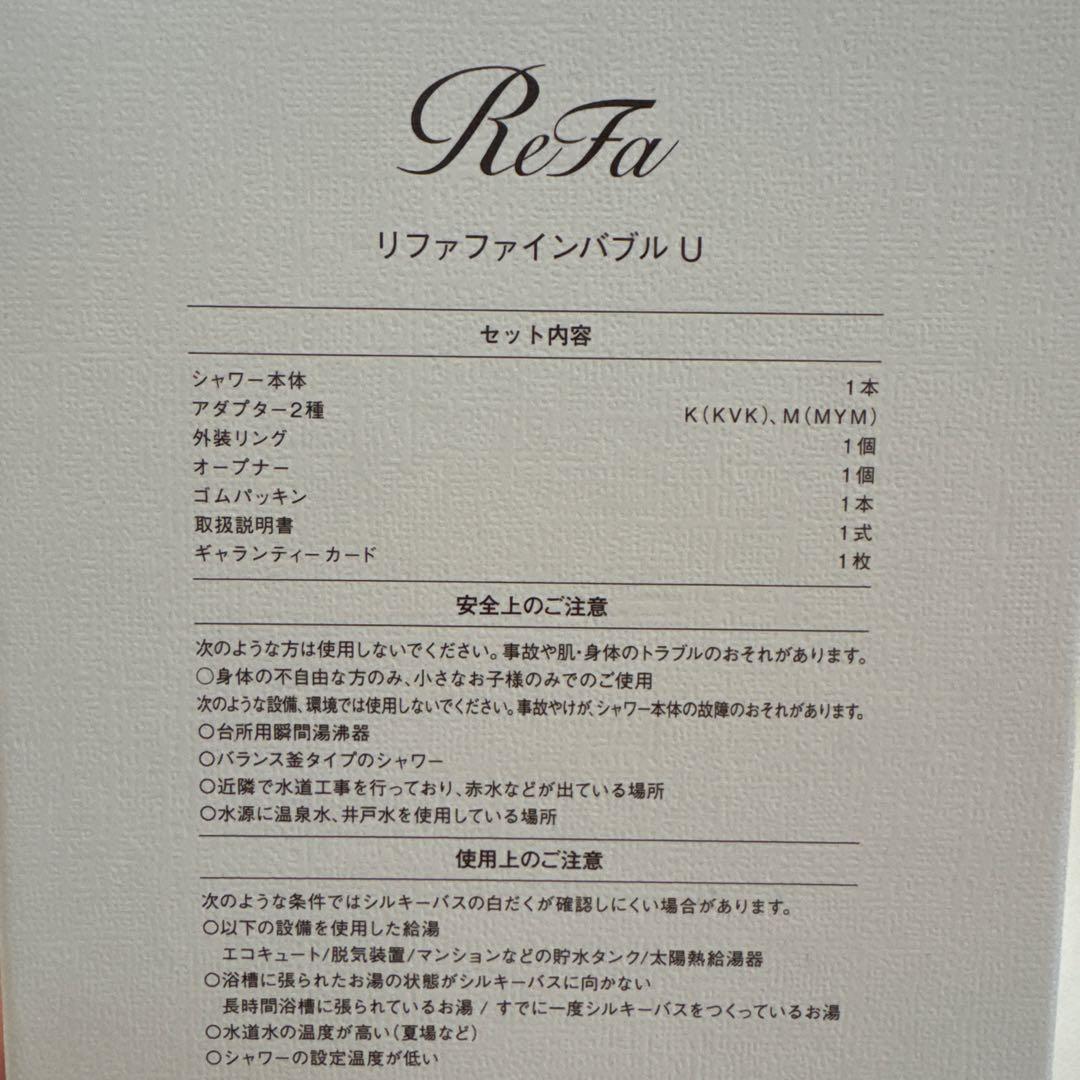 ReFa
リファファインバブル U
セット内容
シャワー本体 1本
アダプター2種 K(KVK)、M(MYM)
外装リング 1個
オープナー 1個
ゴムパッキン 1本
取扱説明書 1式
ギャランティーカード 1枚
安全上のご注意
次のような方は使用しないでください。事故や肌・身体のトラブルのおそれがあります。
○身体の不自由な方のみ、小さなお子様のみでのご使用
次のような設備、環境では使用しないでください。事故やけが、シャワー本体の故障のおそれがあります。
○台所用瞬間湯沸器
○バランス釜タイプのシャワー
○近隣で水道工事を行っており、赤水などが出ている場所
○水源に温泉水、井戸水を使用している場所
使用上のご注意
次のような条件ではシルキーバスの白だくが確認しにくい場合があります。
○以下の設備を使用した給湯
エコキュート/脱気装置/マンションなどの貯水タンク/太陽熱給湯器
○浴槽に張られたお湯の状態がシルキーバスに向かない
長時間浴槽に張られているお湯 / すでに一度シルキーバスをつくっているお湯
○水道水の温度が高い(夏場など)
○シャワーの設定温度が低い